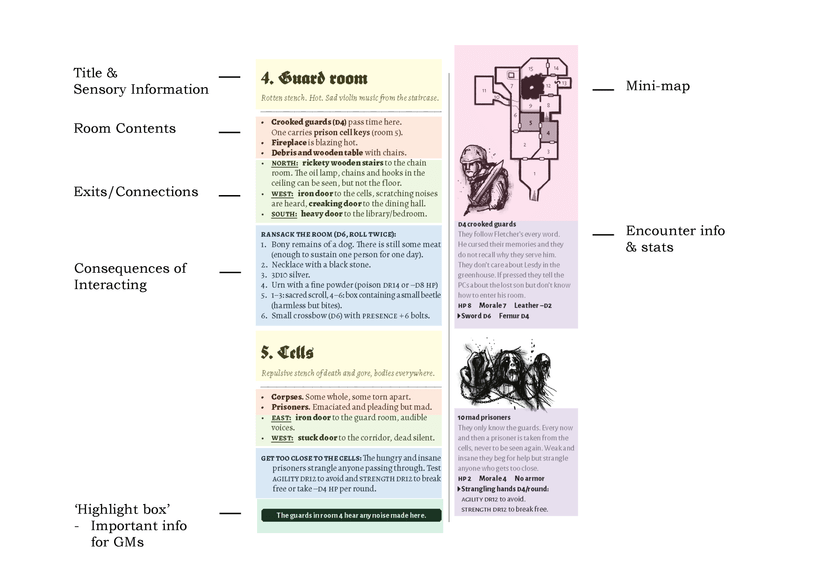 Title &
Sensory Information
Room Contents
Exits/Connections
Consequences of
Interacting
‘Highlight box’
- Important info
for GMs
4. Guard room
Rotten stench. Hot. Sad violin music from the staircase.
• Crooked guards (D4) pass time here.
One carries prison cell keys (room 5).
• Fireplace is blazing hot.
• Debris and wooden table with chairs.
• NORTH: rickety wooden stairs to the chain
room. The oil lamp, chains and hooks in the
ceiling can be seen, but not the floor.
• WEST: iron door to the cells, scratching noises
are heard, creaking door to the dining hall.
• SOUTH: heavy door to the library/bedroom.
RANSACK THE ROOM (D6, ROLL TWICE):
1. Bony remains of a dog. There is still some meat
(enough to sustain one person for one day).
2. Necklace with a black stone.
3. 3D10 silver.
4. Urn with a fine powder (poison DR14 or –D8 HP)
5. 1–3: sacred scroll, 4–6: box containing a small beetle
(harmless but bites).
6. Small crossbow (D6) with PRESENCE +6 bolts.
5. Cells
Repulsive stench of death and gore, bodies everywhere.
• Corpses. Some whole, some torn apart.
• Prisoners. Emaciated and pleading but mad.
• EAST: iron door to the guard room, audible
voices.
• WEST: stuck door to the corridor, dead silent.
GET TOO CLOSE TO THE CELLS: The hungry and insane
prisoners strangle anyone passing through. Test
AGILITY DR12 to avoid and STRENGTH DR12 to break
free or take –D4 HP per round.
The guards in room 4 hear any noise made here.
D4 crooked guards
They follow Fletcher's every word.
He cursed their memories and they
do not recall why they serve him.
They don't care about Lesdy in the
greenhouse. If pressed they tell the
PCs about the lost son but don't know
how to enter his room.
HP 8 Morale 7 Leather –D2
Sword D6 Femur D4
10 mad prisoners
They only know the guards. Every now
and then a prisoner is taken from the
cells, never to be seen again. Weak and
insane they beg for help but strangle
anyone who gets too close.
HP 2 Morale 4 No armor
Strangling hands D4/round:
AGILITY DR12 to avoid.
STRENGTH DR12 to break free.
Mini-map
Encounter info
& stats